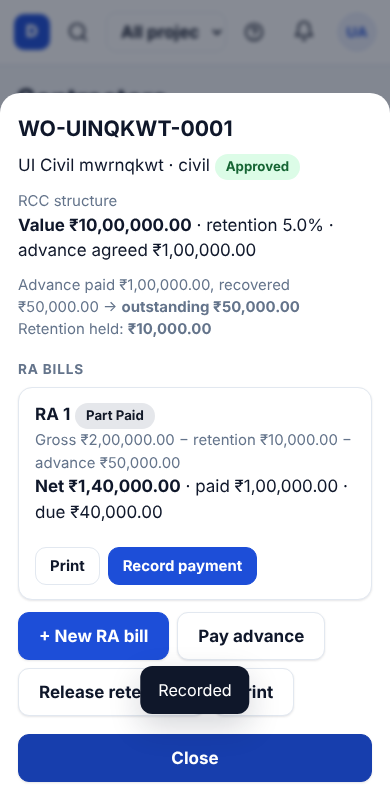 D
All projec
UA
WO-UINQKWT-0001
UI Civil mwrnqkwt · civil Approved
RCC structure
Value ₹10,00,000.00 · retention 5.0% ·
advance agreed ₹1,00,000.00
Advance paid ₹1,00,000.00, recovered
₹50,000.00 → outstanding ₹50,000.00
Retention held: ₹10,000.00
RA BILLS
RA 1 Part Paid
Gross ₹2,00,000.00 − retention ₹10,000.00 −
advance ₹50,000.00
Net ₹1,40,000.00 · paid ₹1,00,000.00 ·
due ₹40,000.00
Print Record payment
+ New RA bill Pay advance
Release rete
Recorded
Close